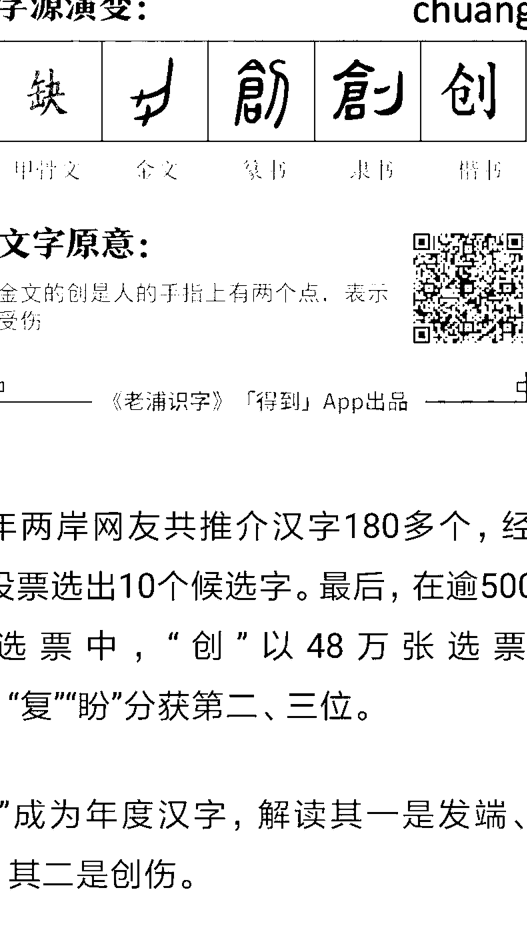 字源演变：
chuang
缺 創 創 创
甲骨文 金文 篆书 隶书 楷书
文字原意：
金文的创是人的手指上有两个点，表示
受伤
《老浦识字》「得到」App出品
年两岸网友共推介汉字180多个，经
投票选出10个候选字。最后，在逾500
选票中，“创”以48万张选票
“复”“盼”分获第二、三位。
”成为年度汉字，解读其一是发端、
其二是创伤。